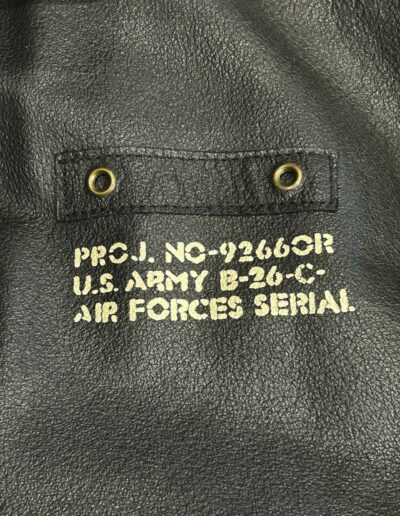 PROJ. NO-92660R
U.S. ARMY B-26-C-
AIR FORCES SERIAL